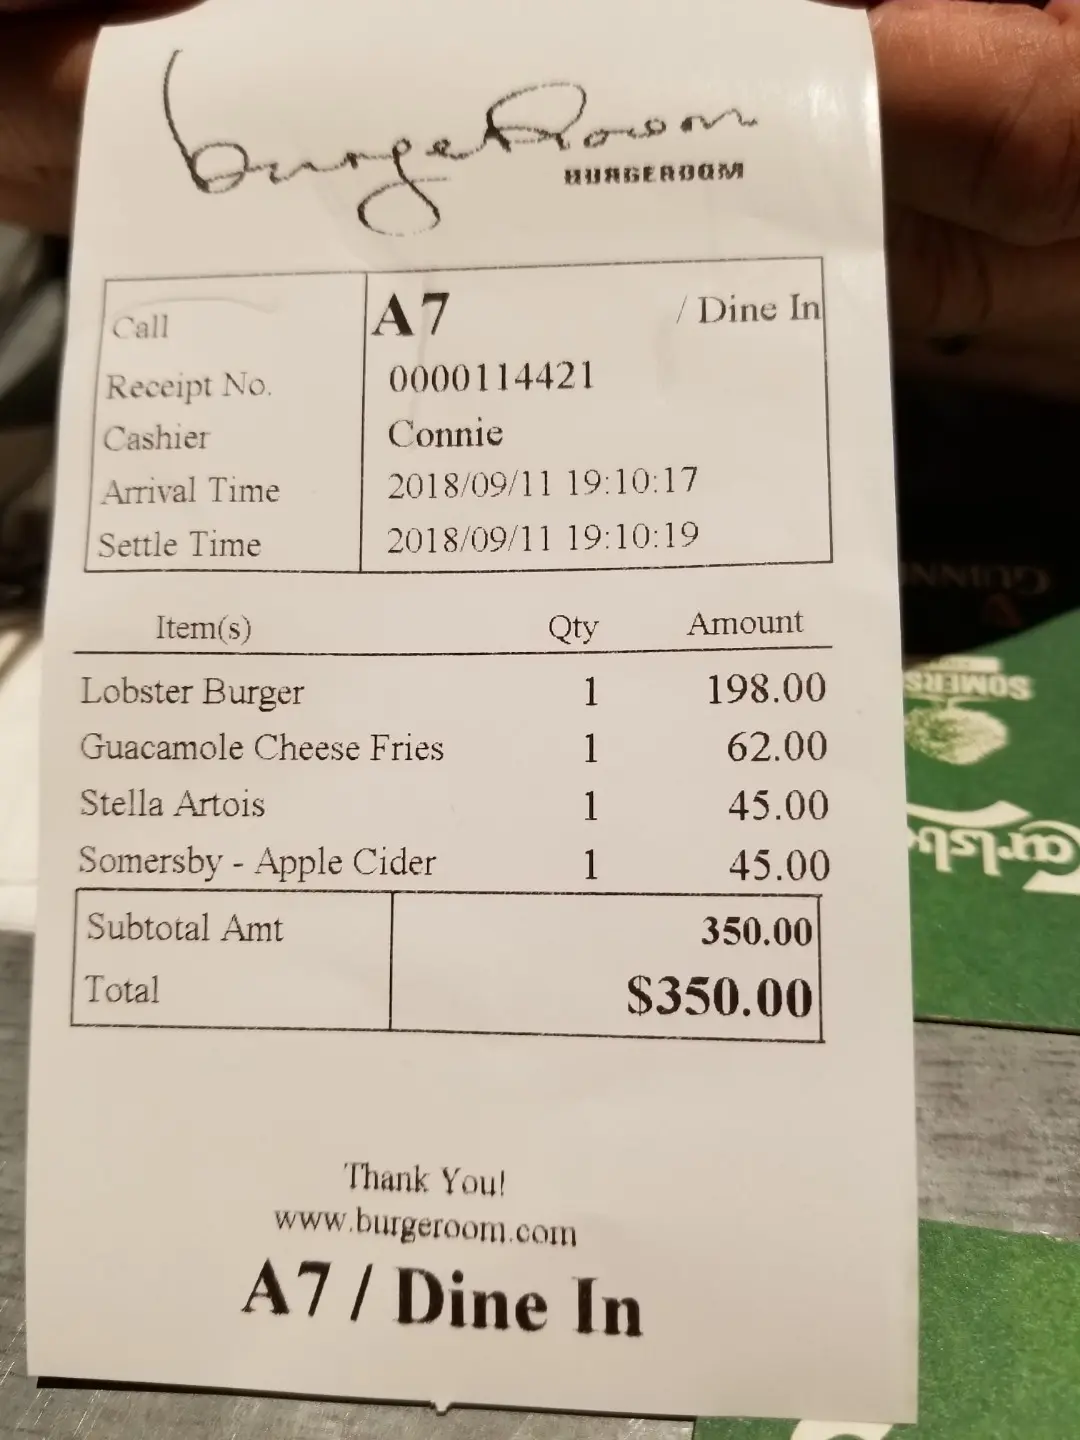 burgeRoom
BURGEROOM
Call A7 / Dine In
Receipt No. 0000114421
Cashier Connie
Arrival Time 2018/09/11 19:10:17
Settle Time 2018/09/11 19:10:19
Item(s) Qty Amount
Lobster Burger 1 198.00
Guacamole Cheese Fries 1 62.00
Stella Artois 1 45.00
Somersby - Apple Cider 1 45.00
Subtotal Amt 350.00
Total $350.00
Thank You!
www.burgeroom.com
A7 / Dine In